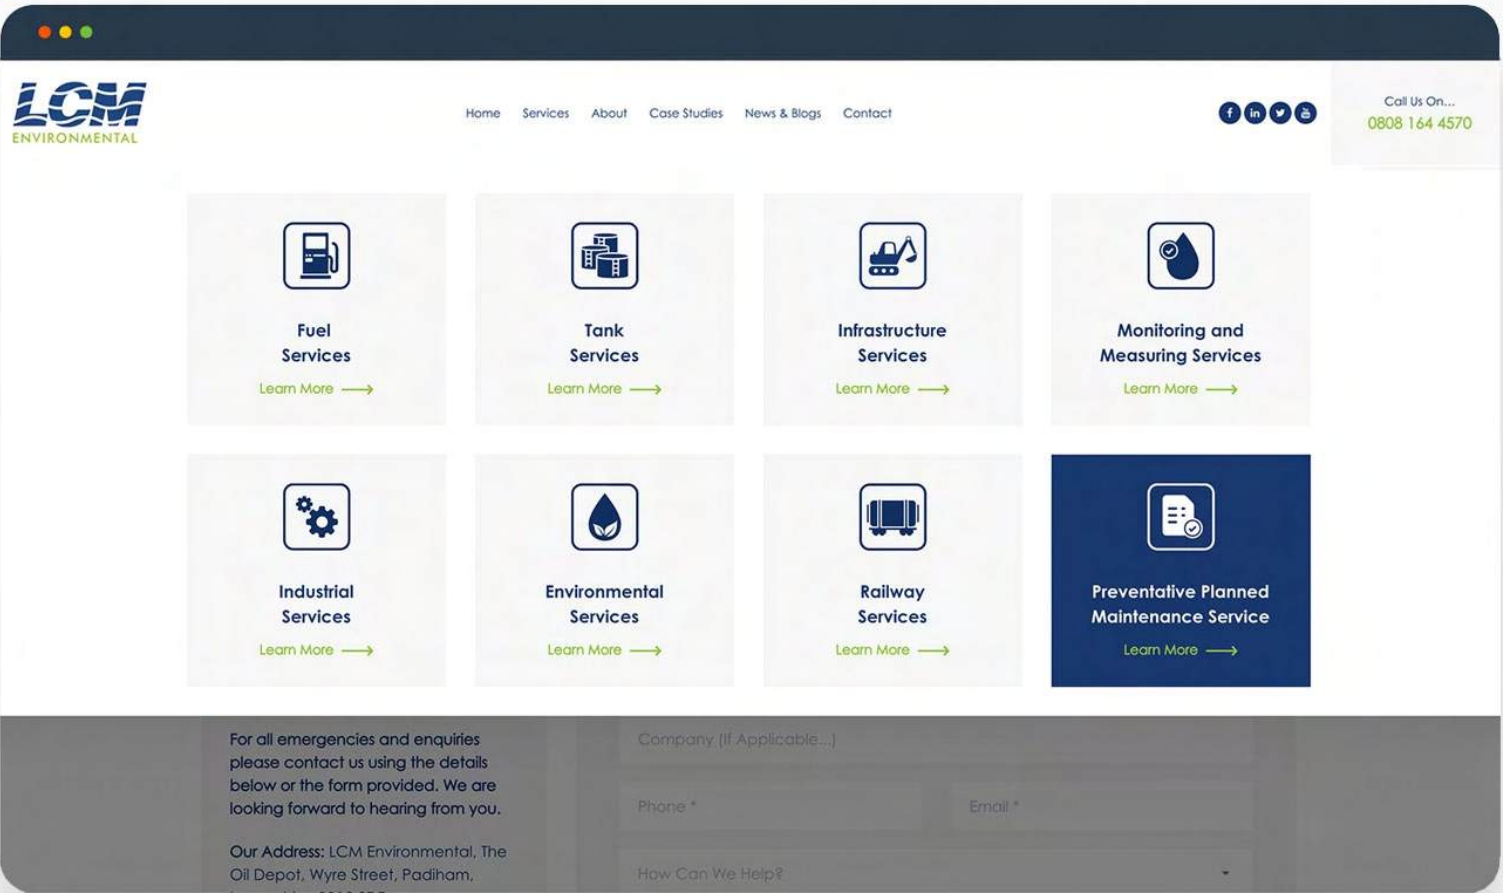 LCM
ENVIRONMENTAL
Home Services About Case Studies News & Blogs Contact
f in
Call Us On...
0808 164 4570
Fuel
Services
Learn More
Tank
Services
Learn More
Infrastructure
Services
Learn More
Monitoring and
Measuring Services
Learn More
Industrial
Services
Learn More
Environmental
Services
Learn More
Railway
Services
Learn More
Preventative Planned
Maintenance Service
Learn More
For all emergencies and enquiries
please contact us using the details
below or the form provided. We are
looking forward to hearing from you.
Our Address: LCM Environmental, The
Oil Depot, Wyre Street, Padiham,
Company (If Applicable...)
Phone *
Email *
How Can We Help?